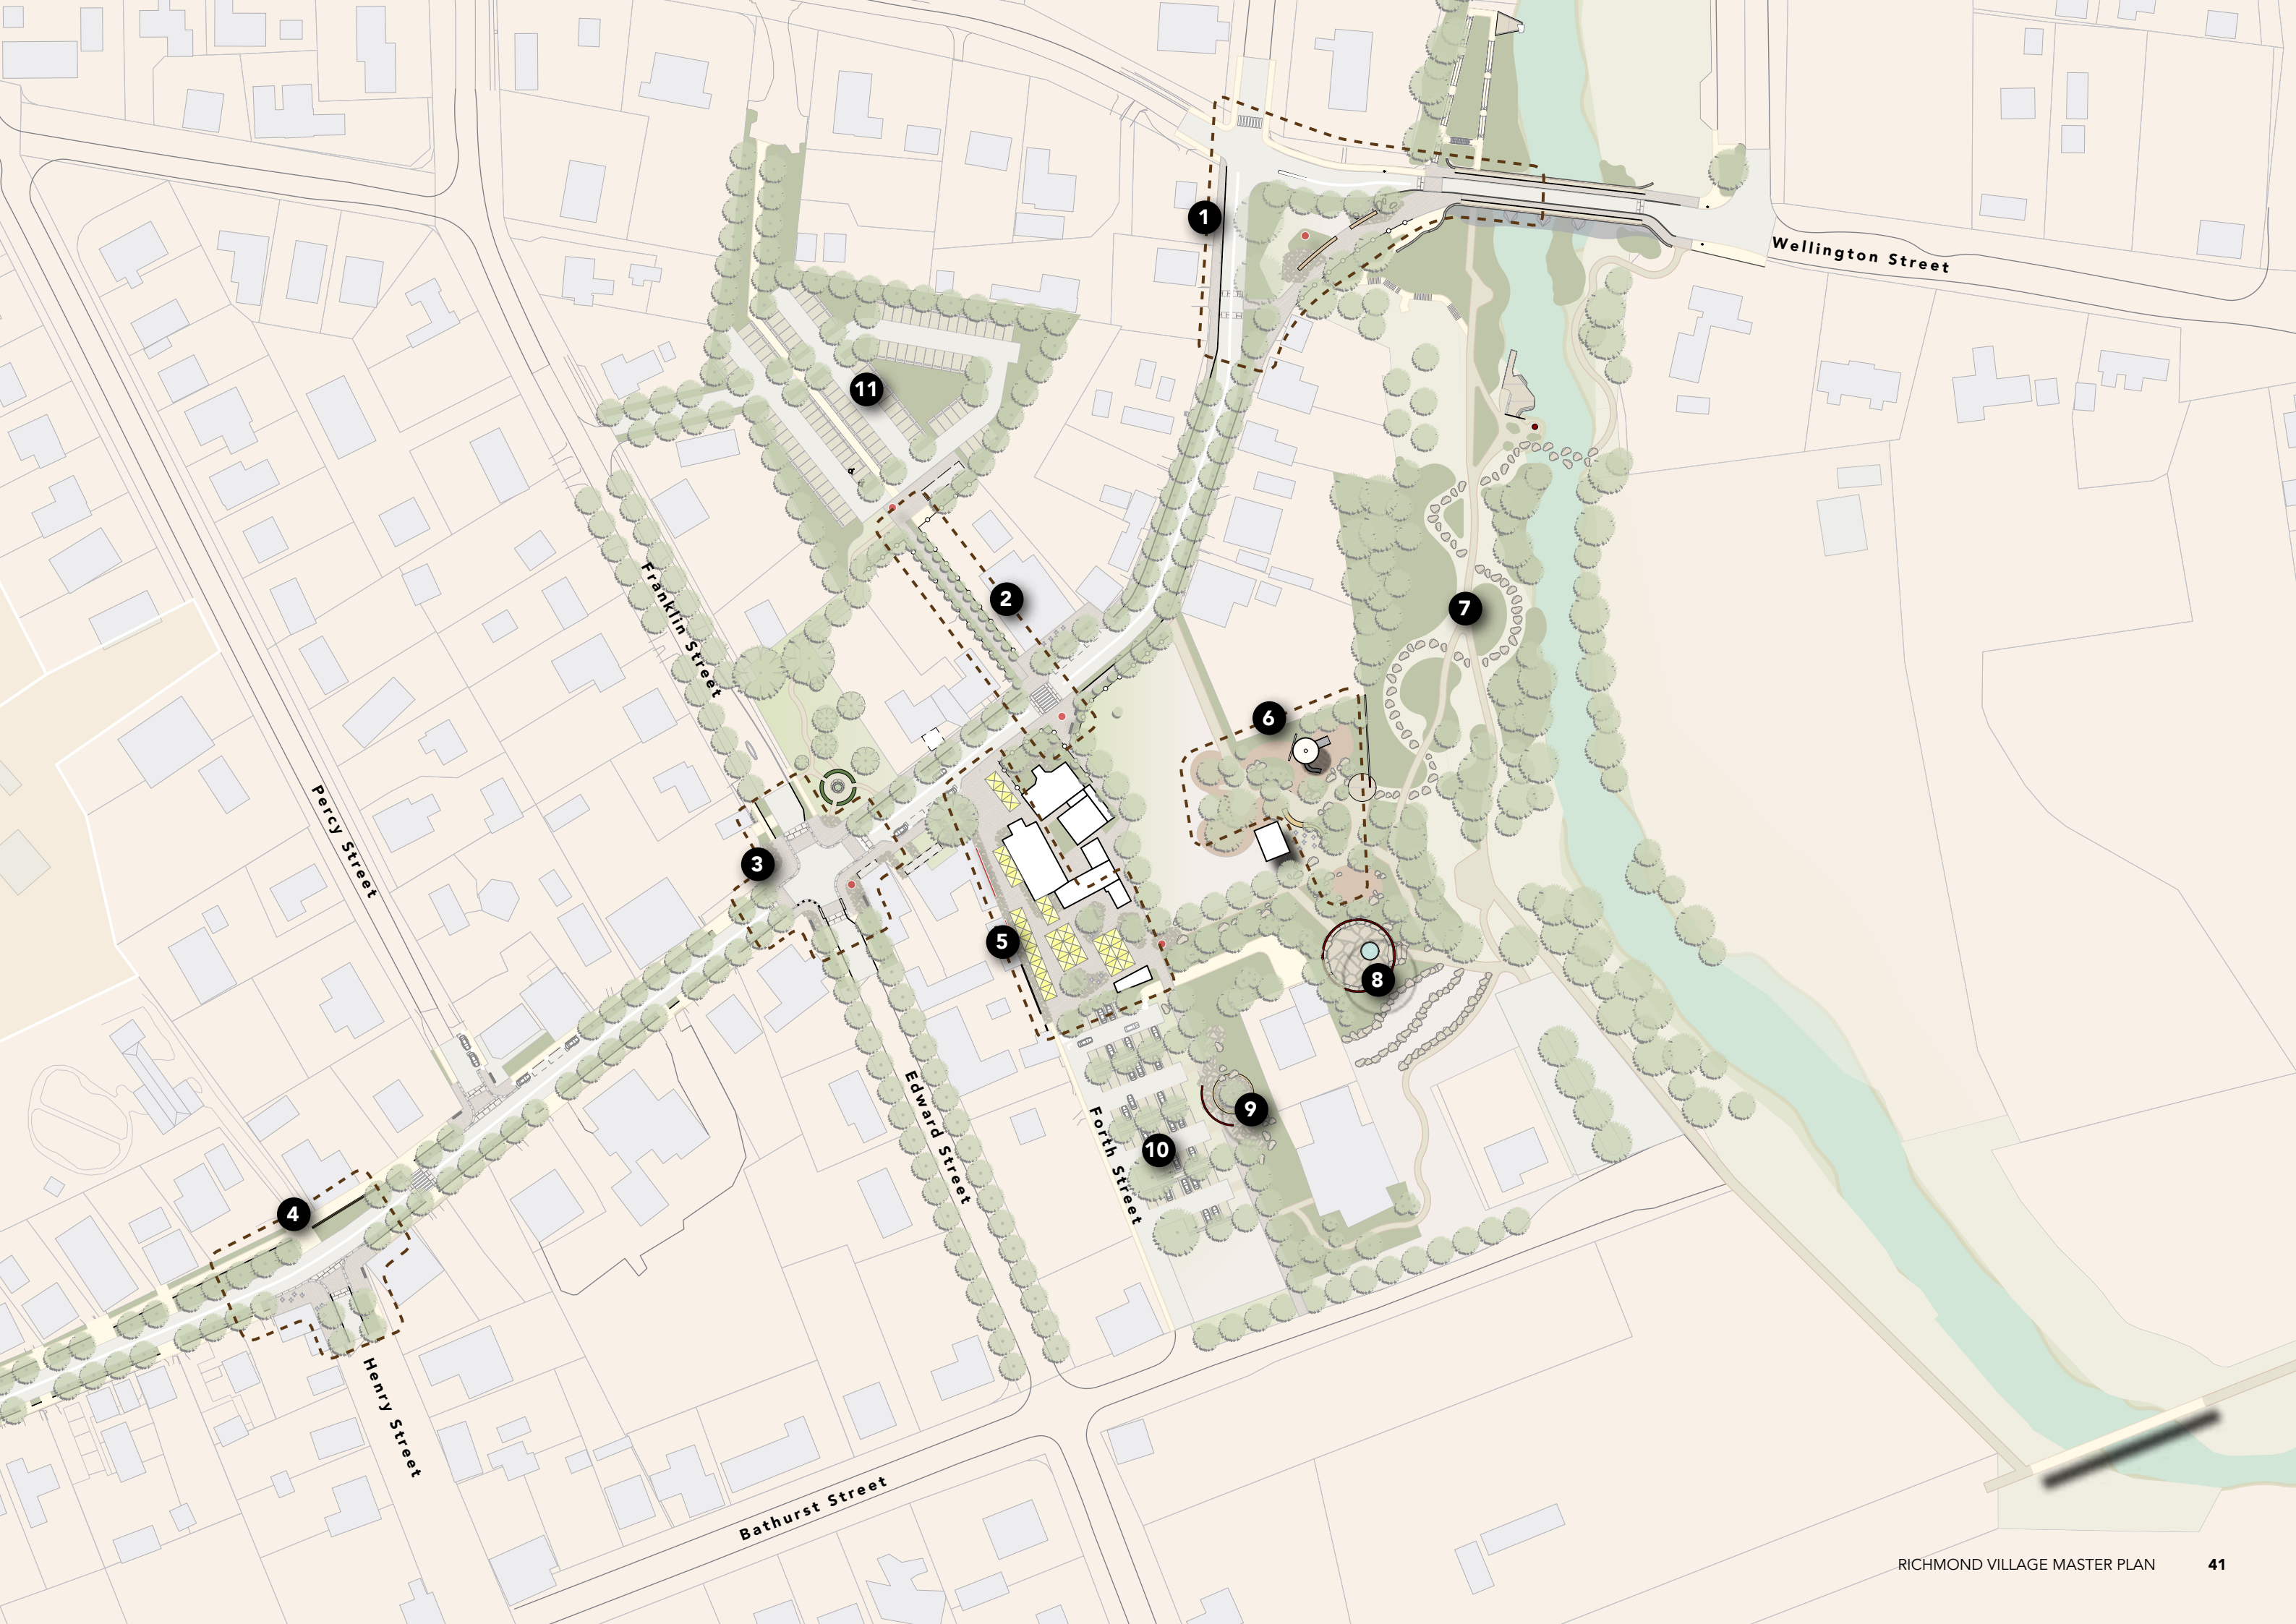 1
Wellington Street
11
2
Franklin Street
7
6
Percy Street
3
5
8
Edward Street
9
Forth Street
10
4
Henry Street
Bathurst Street
RICHMOND VILLAGE MASTER PLAN 41